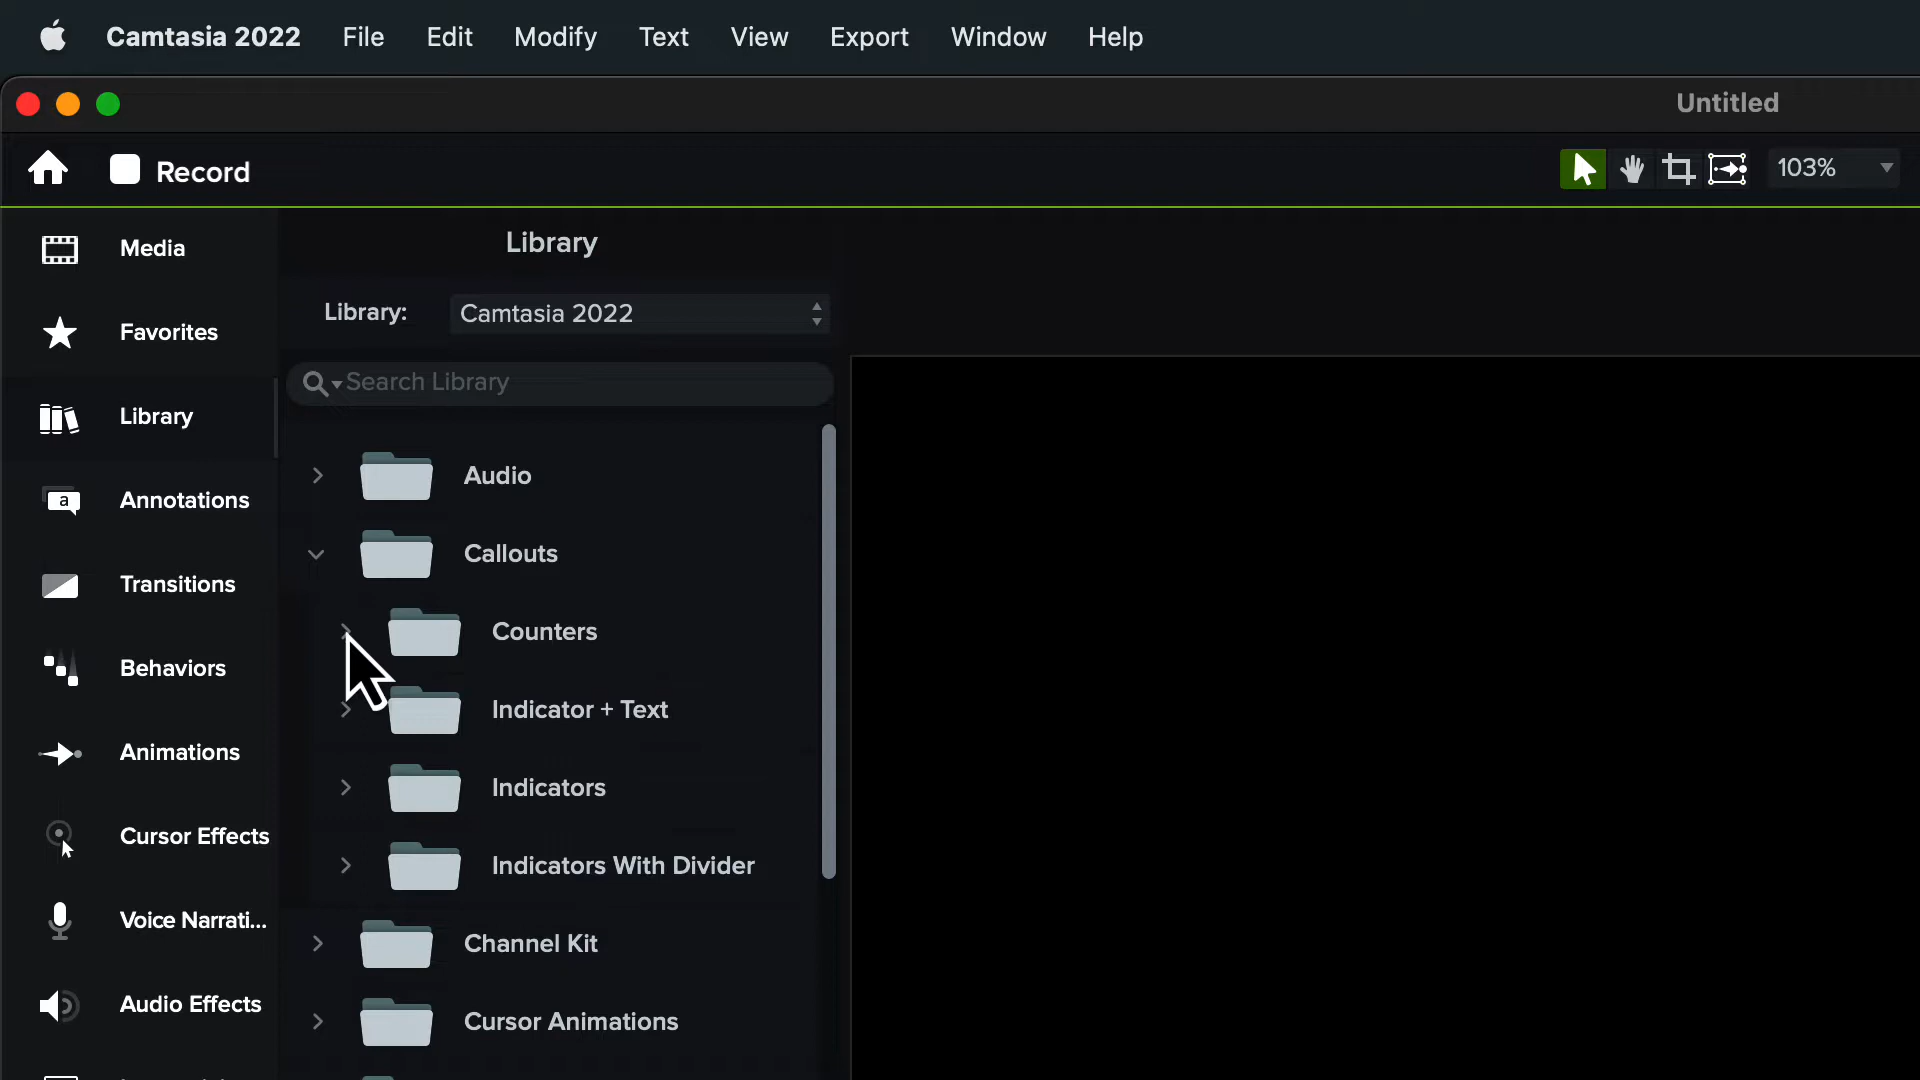 Camtasia 2022 File Edit Modify Text View Export Window Help
Untitled
Record
103%
Media
Favorites
Library
Annotations
Transitions
Behaviors
Animations
Cursor Effects
Voice Narrati...
Audio Effects
Library
Library: Camtasia 2022
Search Library
Audio
Callouts
Counters
Indicator + Text
Indicators
Indicators With Divider
Channel Kit
Cursor Animations